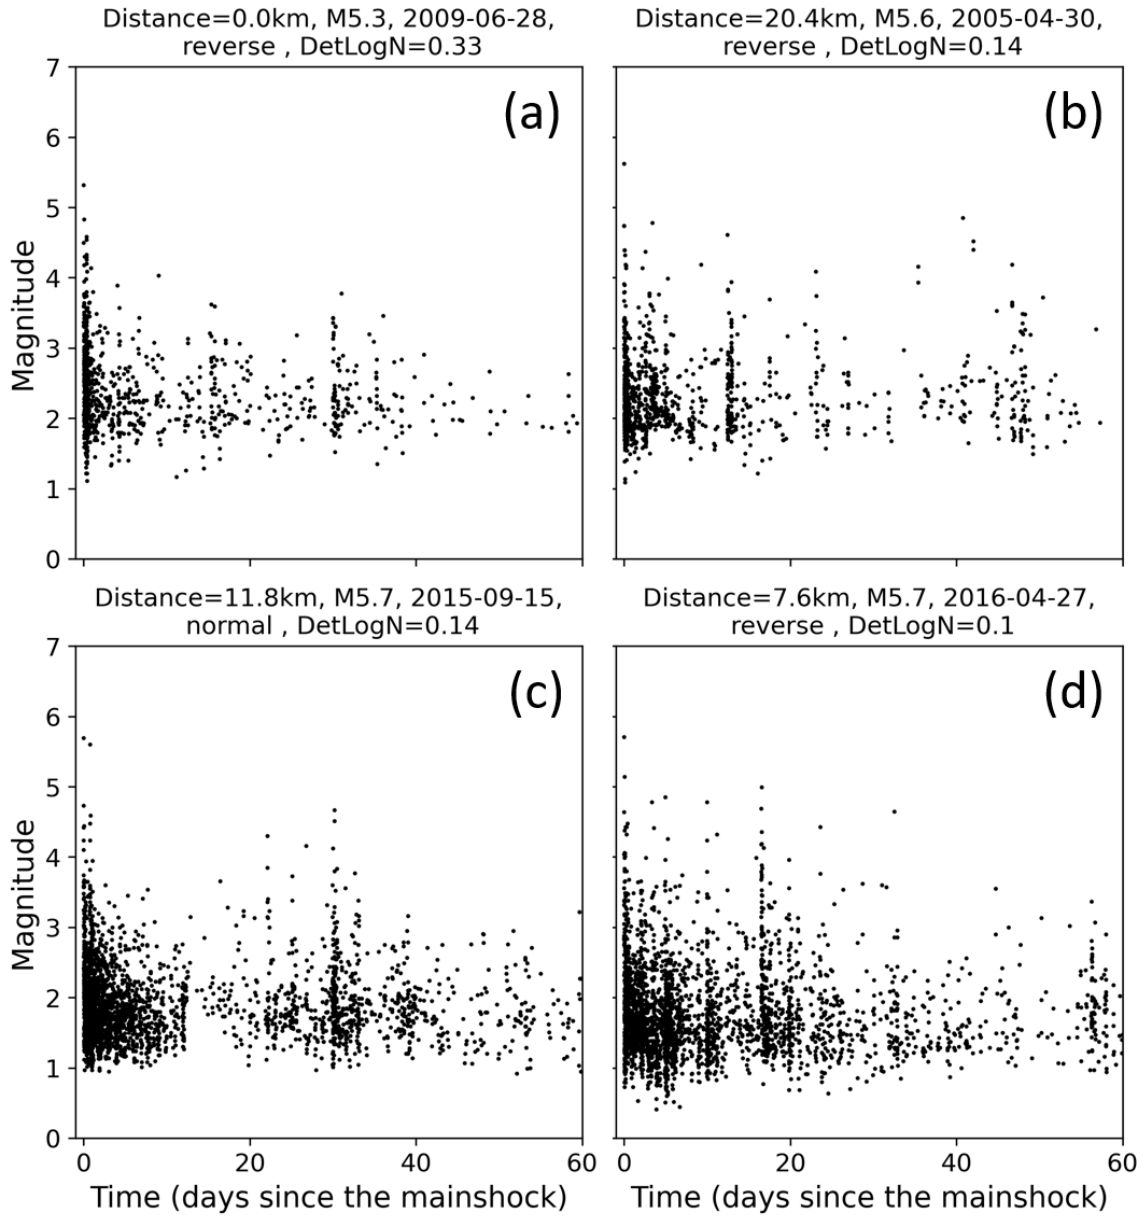 Distance=0.0km, M5.3, 2009-06-28,
reverse , DetLogN=0.33
Distance=20.4km, M5.6, 2005-04-30,
reverse , DetLogN=0.14
7
6
5
4
3
2
1
0
Magnitude
(a)
(b)
Distance=11.8km, M5.7, 2015-09-15,
normal , DetLogN=0.14
Distance=7.6km, M5.7, 2016-04-27,
reverse , DetLogN=0.1
7
6
5
4
3
2
1
0
Magnitude
(c)
(d)
0 20 40 60
Time (days since the mainshock)
0 20 40 60
Time (days since the mainshock)